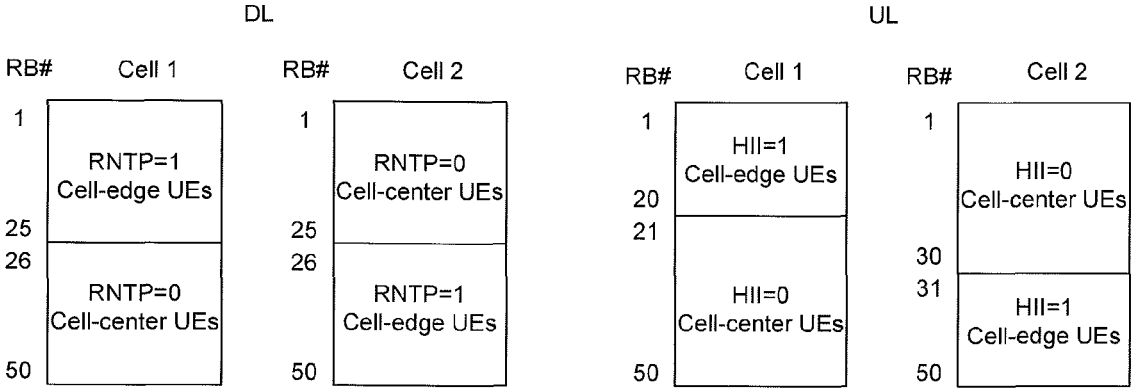 DL
UL
RB#
Cell 1
RB#
Cell 2
RB#
Cell 1
RB#
Cell 2
1
RNTP=1
Cell-edge UEs
25
26
RNTP=0
Cell-center UEs
50
1
RNTP=0
Cell-center UEs
25
26
RNTP=1
Cell-edge UEs
50
1
HII=1
Cell-edge UEs
20
21
HII=0
Cell-center UEs
50
1
HII=0
Cell-center UEs
30
31
HII=1
Cell-edge UEs
50